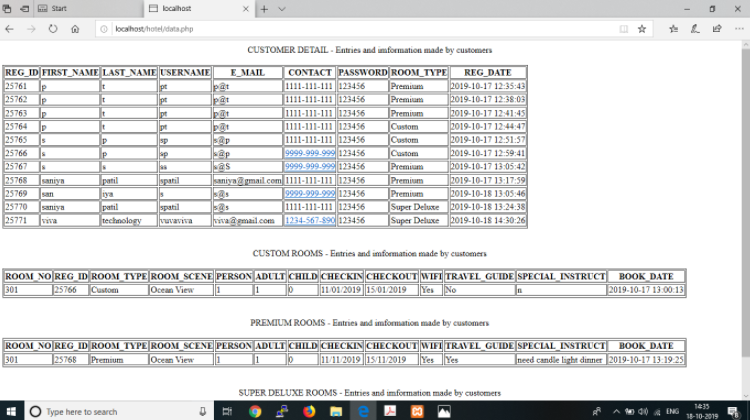 Start
localhost
localhost/hotel/data.php
CUSTOMER DETAIL - Entries and imformation made by customers
REG_ID FIRST_NAME LAST_NAME USERNAME E_MAIL CONTACT PASSWORD ROOM_TYPE REG_DATE
25761 p t pt p@t 1111-111-111 123456 Premium 2019-10-17 12:35:43
25762 p t pt p@t 1111-111-111 123456 Premium 2019-10-17 12:38:03
25763 p t pt p@t 1111-111-111 123456 Premium 2019-10-17 12:41:45
25764 p t pt p@t 1111-111-111 123456 Custom 2019-10-17 12:44:47
25765 s p sp s@p 1111-111-111 123456 Custom 2019-10-17 12:51:57
25766 s p sp s@p 9999-999-999 123456 Custom 2019-10-17 12:59:41
25767 s s ss s@S 9999-999-999 123456 Premium 2019-10-17 13:05:42
25768 saniya patil spatil saniya@gmail.com 1111-111-111 123456 Premium 2019-10-17 13:17:59
25769 san iya s s@s 9999-999-999 123456 Premium 2019-10-18 13:05:46
25770 saniya patil spatil s@s 1111-111-111 123456 Super Deluxe 2019-10-18 13:24:38
25771 viva technology vuvaviva viva@gmail.com 1234-567-890 123456 Super Deluxe 2019-10-18 14:30:26
CUSTOM ROOMS - Entries and imformation made by customers
ROOM_NO REG_ID ROOM_TYPE ROOM_SCENE PERSON ADULT CHILD CHECKIN CHECKOUT WIFI TRAVEL_GUIDE SPECIAL_INSTRUCT BOOK_DATE
301 25766 Custom Ocean View 1 1 0 11/01/2019 15/01/2019 Yes No n 2019-10-17 13:00:13
PREMIUM ROOMS - Entries and imformation made by customers
ROOM_NO REG_ID ROOM_TYPE ROOM_SCENE PERSON ADULT CHILD CHECKIN CHECKOUT WIFI TRAVEL_GUIDE SPECIAL_INSTRUCT BOOK_DATE
301 25768 Premium Ocean View 1 1 0 11/11/2019 15/11/2019 Yes Yes need candle light dinner 2019-10-17 13:19:25
SUPER DELUXE ROOMS - Entries and imformation made by customers
Type here to search
ENG
14:35
18-10-2019